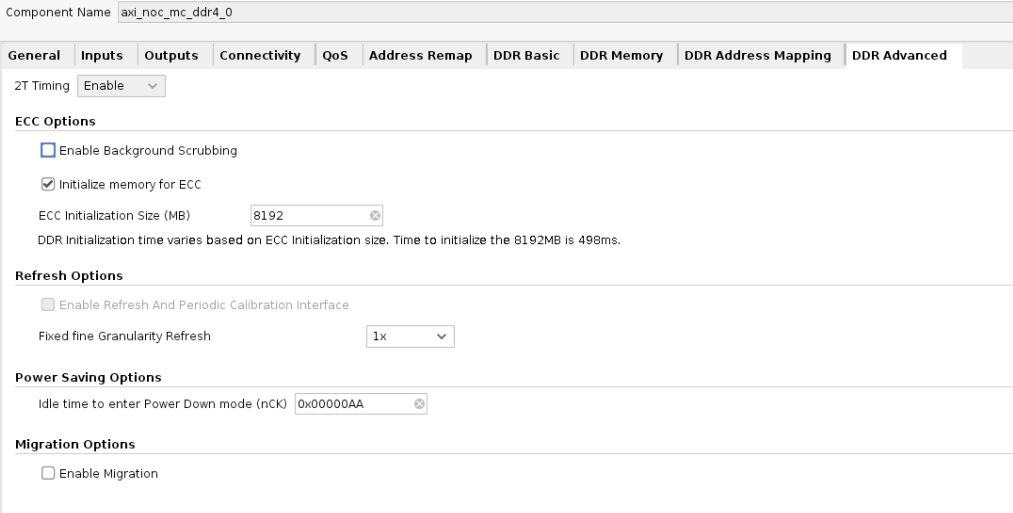 Component Name axi_noc_mc_ddr4_0
General Inputs Outputs Connectivity QoS Address Remap DDR Basic DDR Memory DDR Address Mapping DDR Advanced
2T Timing Enable
ECC Options
Enable Background Scrubbing
Initialize memory for ECC
ECC Initialization Size (MB) 8192
DDR Initialization time varies based on ECC Initialization size. Time to initialize the 8192MB is 498ms.
Refresh Options
Enable Refresh And Periodic Calibration Interface
Fixed fine Granularity Refresh 1x
Power Saving Options
Idle time to enter Power Down mode (nCK) 0x00000AA
Migration Options
Enable Migration